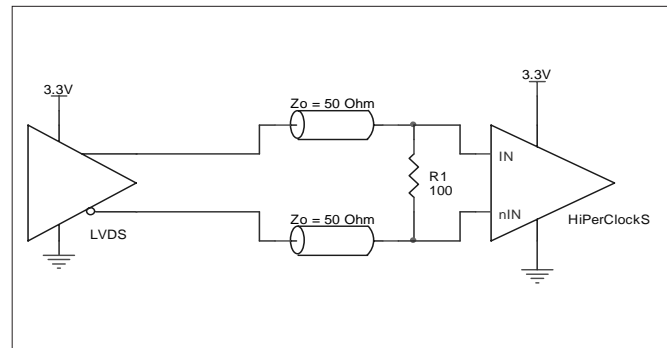 3.3V
3.3V
Zo = 50 Ohm
IN
R1
100
nIN
Zo = 50 Ohm
HiPerClockS
LVDS